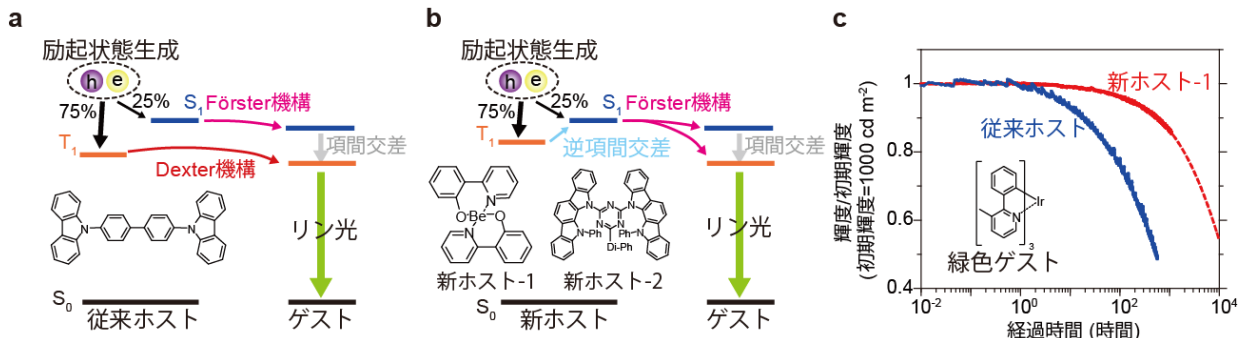 a
励起状態生成
h e
75%
25%
S1
Förster機構
T1
項間交差
Dexter機構
N
N
リン光
S0
従来ホスト
ゲスト
b
励起状態生成
h e
75%
25%
S1
Förster機構
T1
逆項間交差
項間交差
N
O
Be
O
N
新ホスト-1
N
N
N
N
N
N-Ph
Ph-N
Di-Ph
新ホスト-2
リン光
S0
新ホスト
ゲスト
c
輝度/初期輝度
(初期輝度=1000 cd m-2)
1
0.8
0.6
0.4
新ホスト-1
従来ホスト
Ir
N
3
緑色ゲスト
10-2
100
102
104
経過時間 (時間)